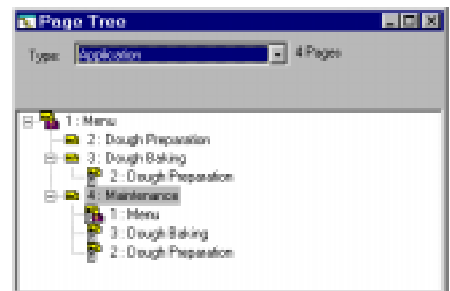 Page Tree
Type: Application 4 Pages
1 : Menu
2 : Dough Preparation
3 : Dough Baking
2 : Dough Preparation
4 : Maintenance
1 : Menu
3 : Dough Baking
2 : Dough Preparation